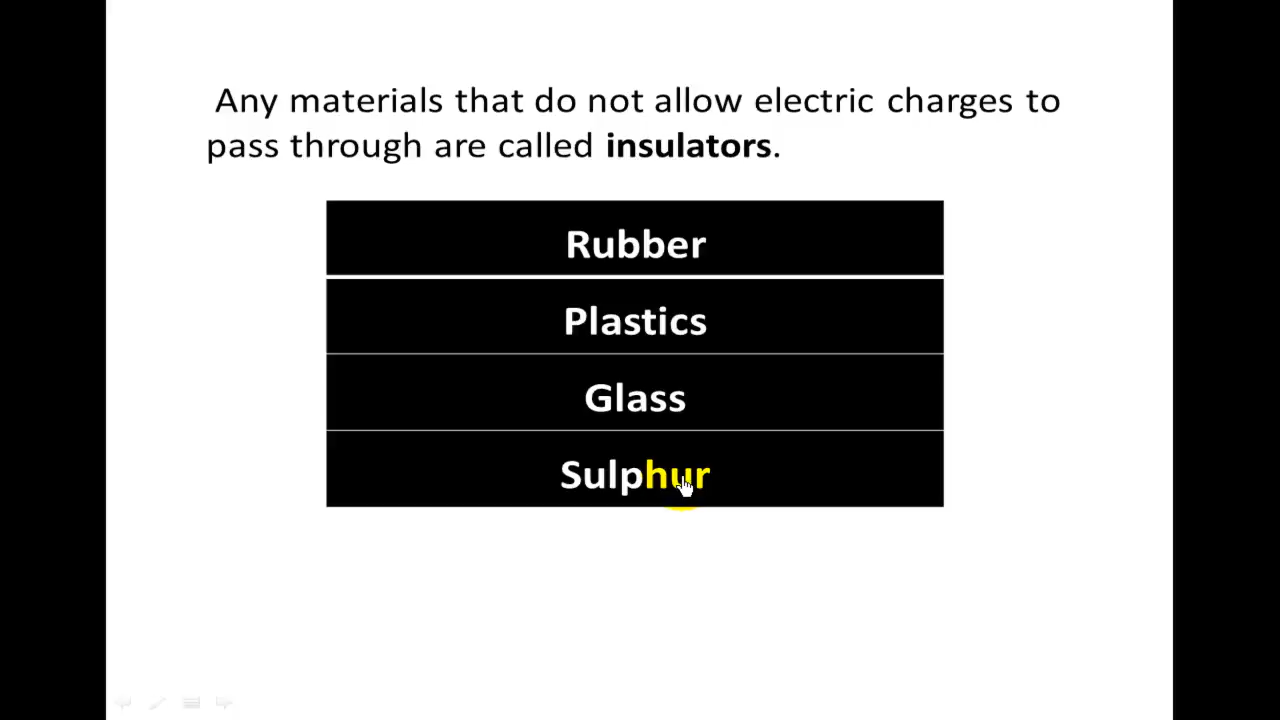 Any materials that do not allow electric charges to
pass through are called insulators.
Rubber
Plastics
Glass
Sulphur